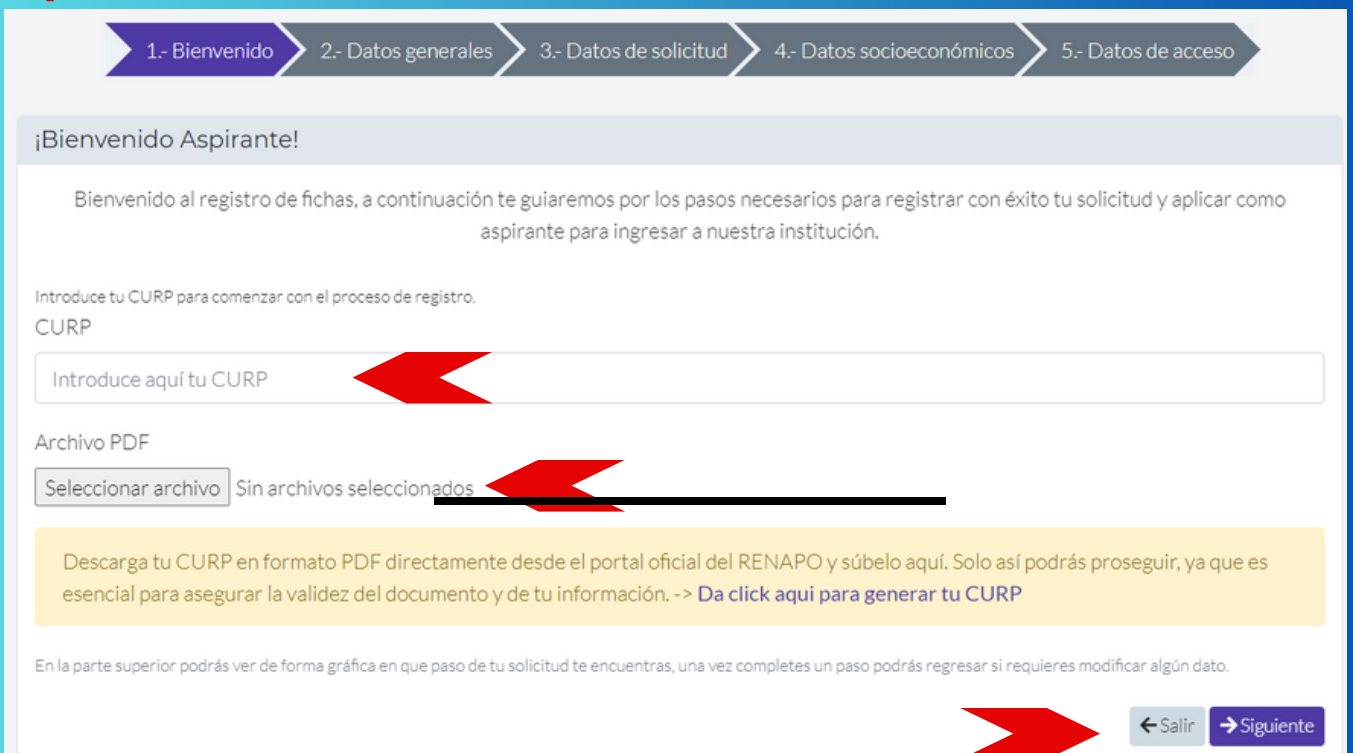 1.- Bienvenido 2.- Datos generales 3.- Datos de solicitud 4.- Datos socioeconómicos 5.- Datos de acceso
¡Bienvenido Aspirante!
Bienvenido al registro de fichas, a continuación te guiaremos por los pasos necesarios para registrar con éxito tu solicitud y aplicar como
aspirante para ingresar a nuestra institución.
Introduce tu CURP para comenzar con el proceso de registro.
CURP
Introduce aquí tu CURP
Archivo PDF
Seleccionar archivo Sin archivos seleccionados
Descarga tu CURP en formato PDF directamente desde el portal oficial del RENAPO y súbelo aquí. Solo así podrás proseguir, ya que es
esencial para asegurar la validez del documento y de tu información. -> Da click aqui para generar tu CURP
En la parte superior podrás ver de forma gráfica en que paso de tu solicitud te encuentras, una vez completes un paso podrás regresar si requieres modificar algún dato.
←Salir →Siguiente